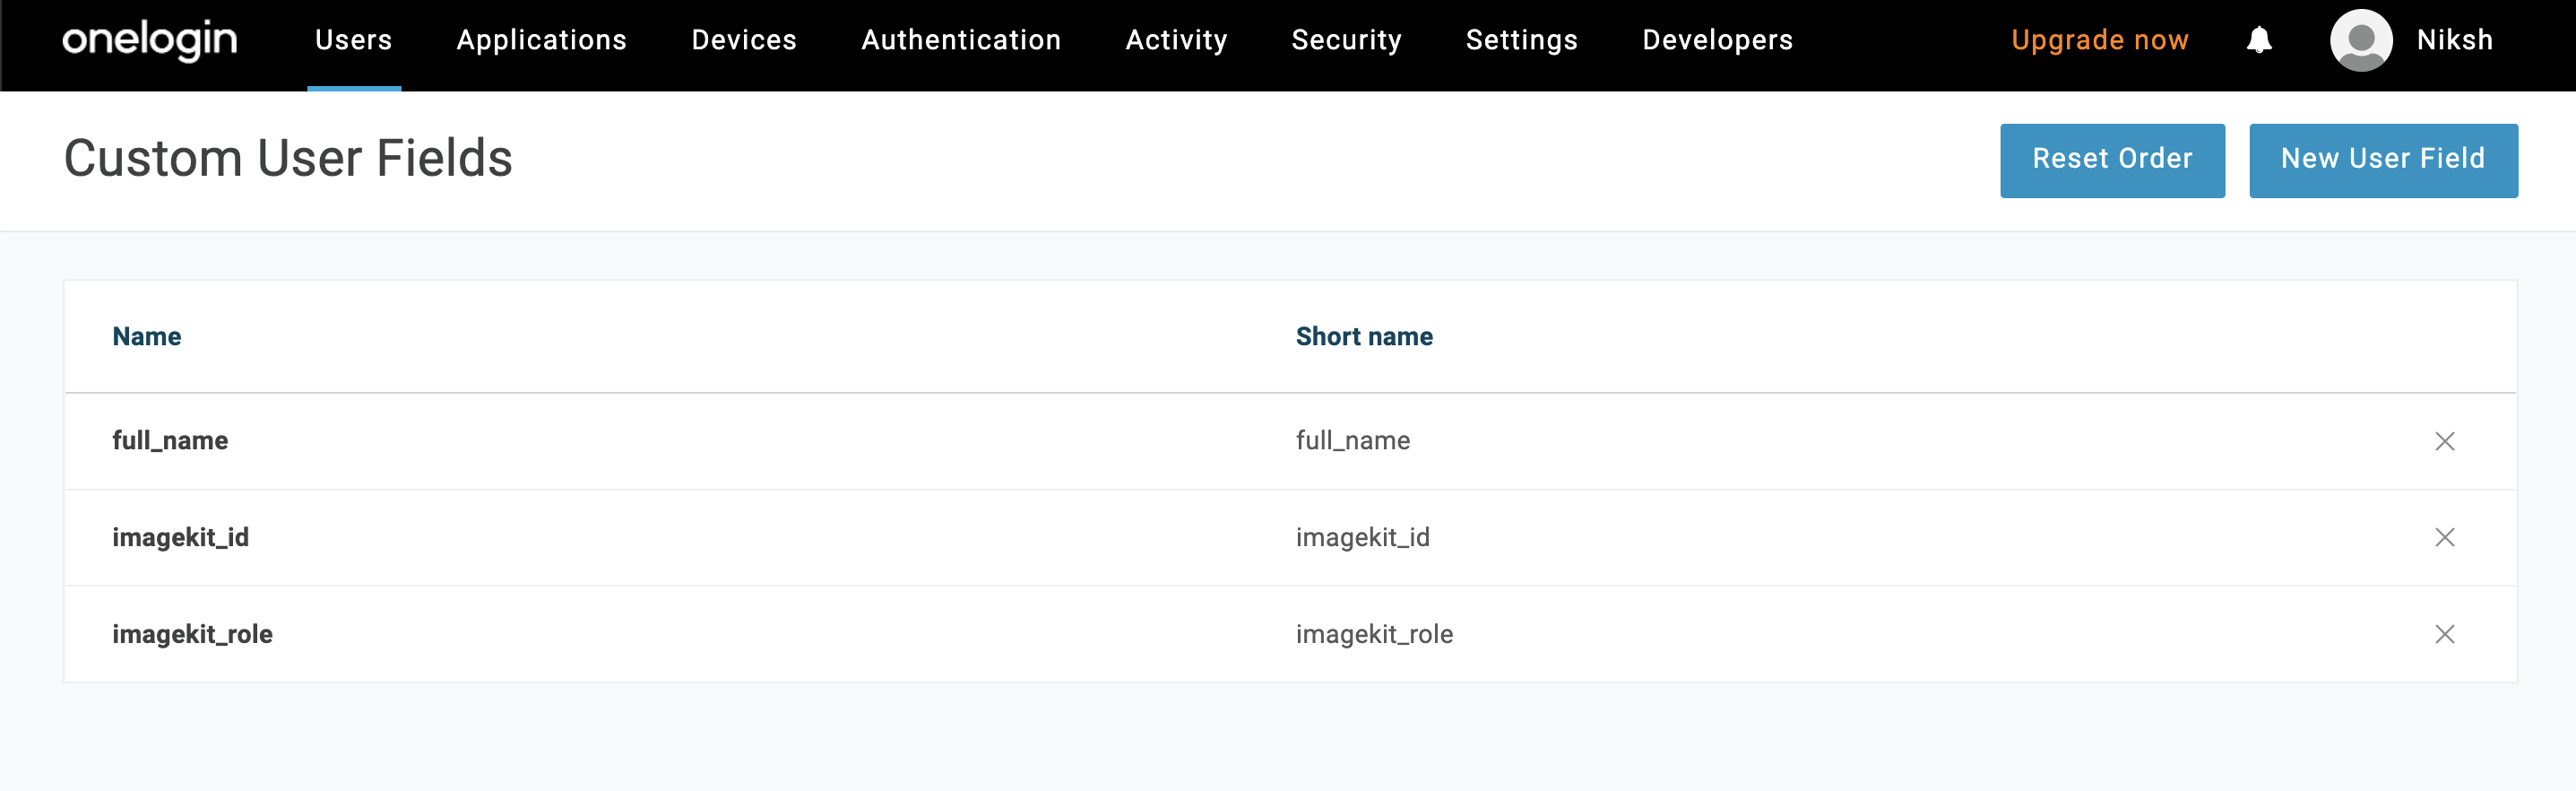 onelogin Users Applications Devices Authentication Activity Security Settings Developers Upgrade now Niksh
Custom User Fields Reset Order New User Field
Name Short name
full_name full_name
imagekit_id imagekit_id
imagekit_role imagekit_role